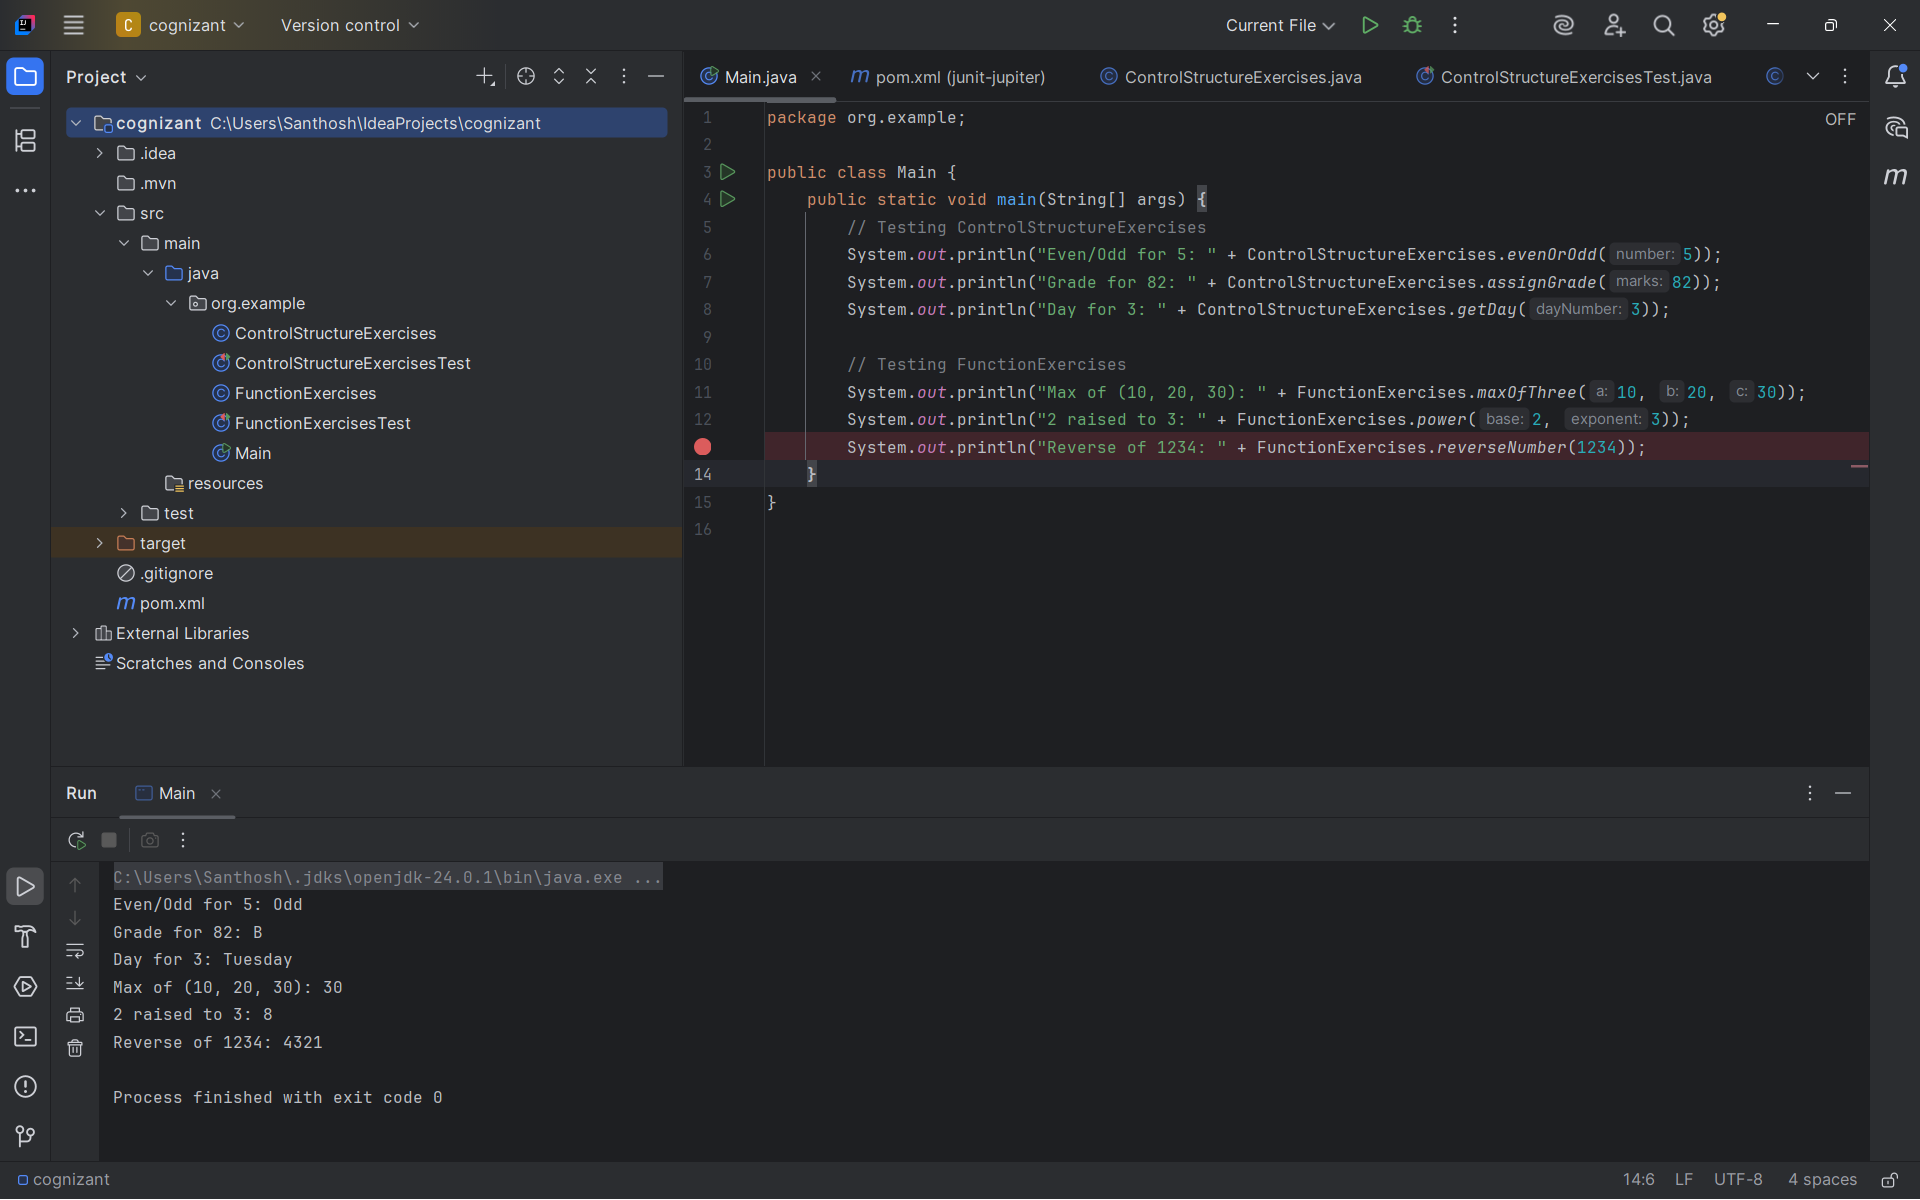 C cognizant Version control Current File
Project
Main.java pom.xml (junit-jupiter) ControlStructureExercises.java ControlStructureExercisesTest.java
cognizant C:\Users\Santhosh\IdeaProjects\cognizant
.idea
.mvn
src
main
java
org.example
ControlStructureExercises
ControlStructureExercisesTest
FunctionExercises
FunctionExercisesTest
Main
resources
test
target
.gitignore
pom.xml
External Libraries
Scratches and Consoles
OFF
1 package org.example;
2
3 public class Main {
4 public static void main(String[] args) {
5 // Testing ControlStructureExercises
6 System.out.println("Even/Odd for 5: " + ControlStructureExercises.evenOrOdd( number: 5));
7 System.out.println("Grade for 82: " + ControlStructureExercises.assignGrade( marks: 82));
8 System.out.println("Day for 3: " + ControlStructureExercises.getDay( dayNumber: 3));
9
10 // Testing FunctionExercises
11 System.out.println("Max of (10, 20, 30): " + FunctionExercises.maxOfThree( a: 10, b: 20, c: 30));
12 System.out.println("2 raised to 3: " + FunctionExercises.power( base: 2, exponent: 3));
System.out.println("Reverse of 1234: " + FunctionExercises.reverseNumber(1234));
14 }
15 }
16
Run Main
C:\Users\Santhosh\.jdks\openjdk-24.0.1\bin\java.exe ...
Even/Odd for 5: Odd
Grade for 82: B
Day for 3: Tuesday
Max of (10, 20, 30): 30
2 raised to 3: 8
Reverse of 1234: 4321
Process finished with exit code 0
cognizant 14:6 LF UTF-8 4 spaces